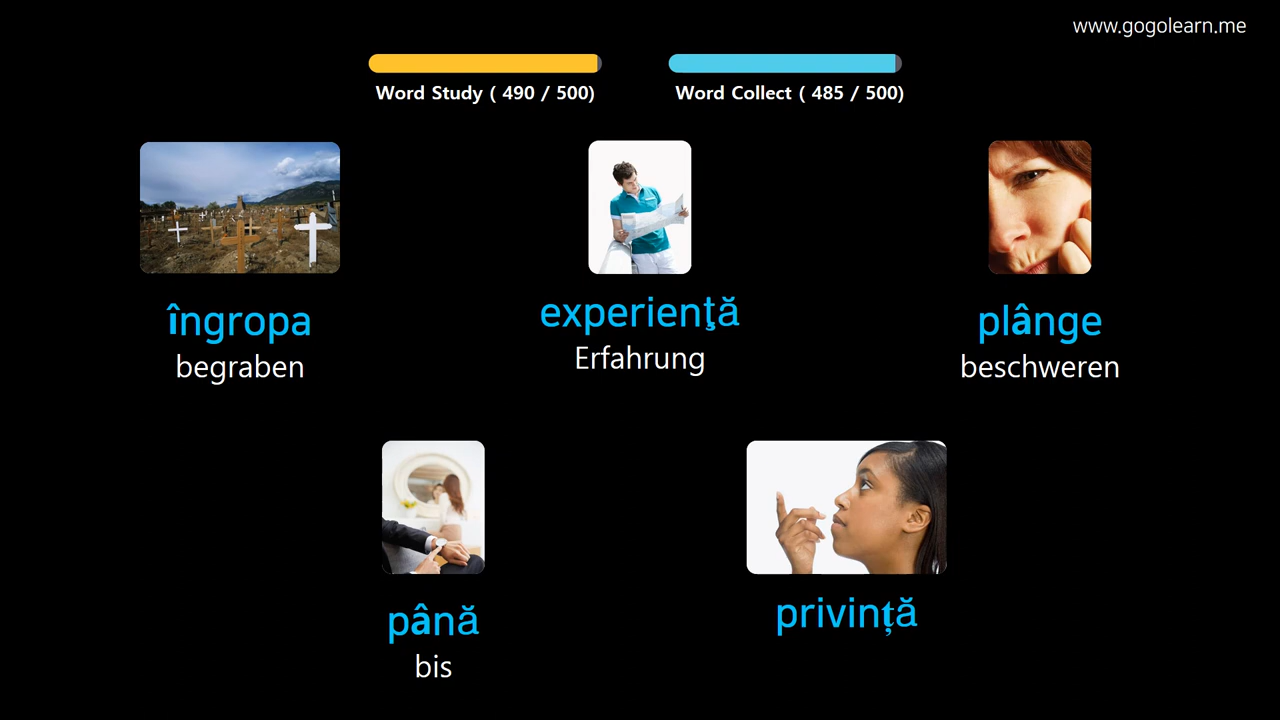 www.gogolearn.me
Word Study ( 490 / 500)
Word Collect ( 485 / 500)
îngropa
begraben
experienţă
Erfahrung
plânge
beschweren
până
bis
privință